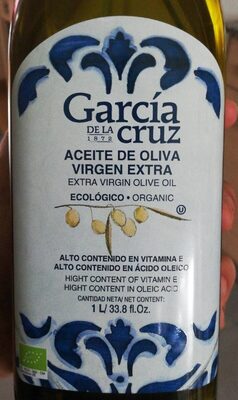 García
DE LA
1872
cruz
ACEITE DE OLIVA
VIRGEN EXTRA
EXTRA VIRGIN OLIVE OIL
ECOLÓGICO • ORGANIC
U
ALTO CONTENIDO EN VITAMINA E
ALTO CONTENIDO EN ÁCIDO OLEICO
HIGHT CONTENT OF VITAMIN E
HIGHT CONTENT IN OLEIC ACID
CANTIDAD NETA/ NET CONTENT:
1 L/ 33.8 fl.Oz.